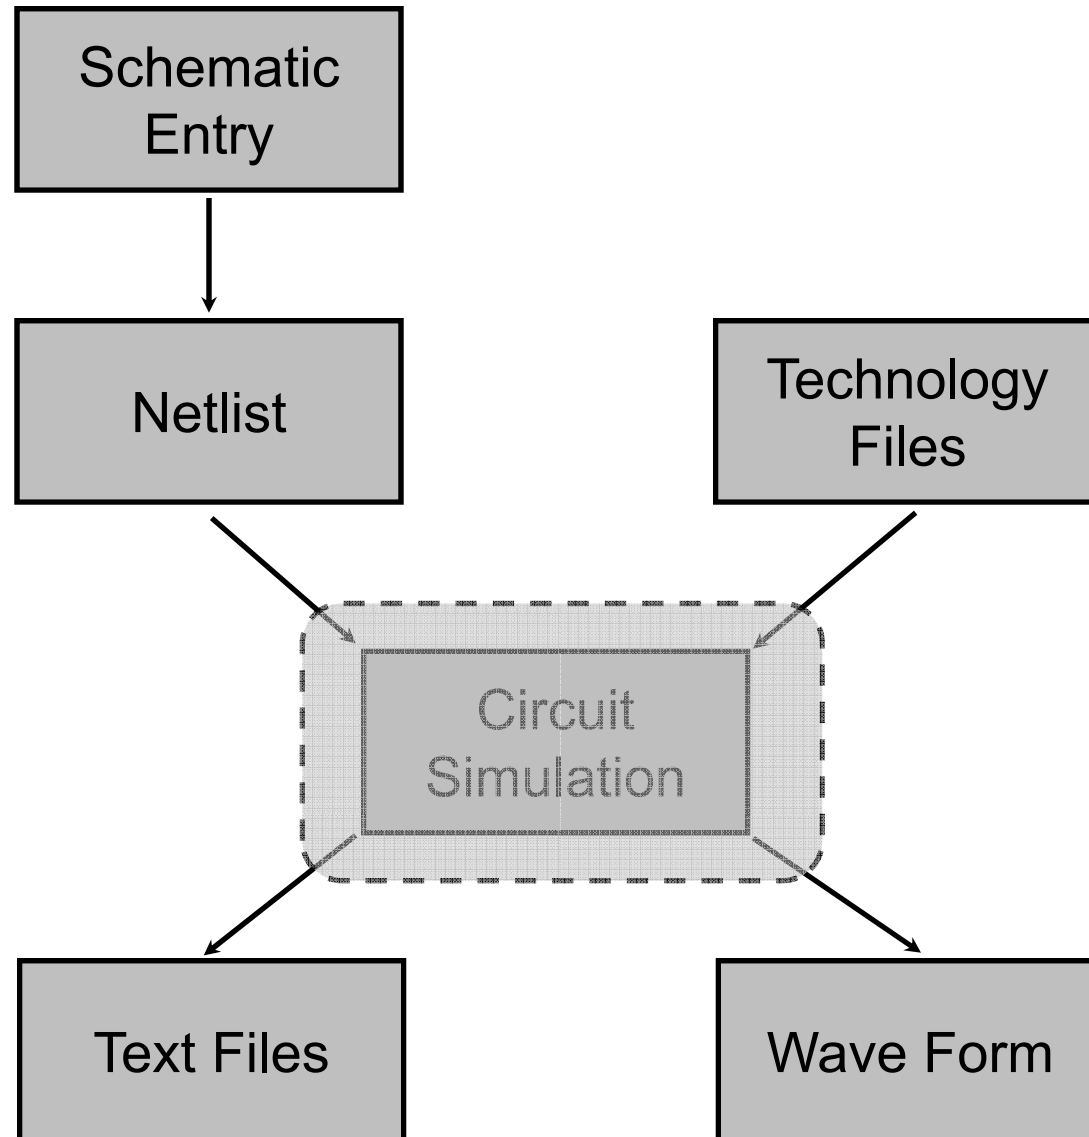 Schematic
Entry
Netlist
Technology
Files
Circuit
Simulation
Text Files
Wave Form